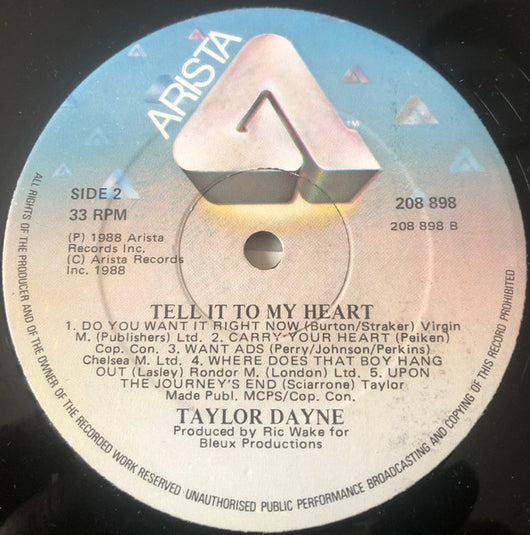 ARISTA
TM
SIDE 2
33 RPM
208 898
208 898 B
(P) 1988 Arista
Records Inc.
(C) Arista Records
Inc. 1988
TELL IT TO MY HEART
1. DO YOU WANT IT RIGHT NOW (Burton/Straker) Virgin
M. (Publishers) Ltd. 2. CARRY YOUR HEART (Peiken)
Cop. Con. 3. WANT ADS (Perry/Johnson/Perkins)
Chelsea M. Ltd. 4. WHERE DOES THAT BOY HANG
OUT (Lasley) Rondor M. (London) Ltd. 5. UPON
THE JOURNEY'S END (Sciarrone) Taylor
Made Publ. MCPS/Cop. Con.
TAYLOR DAYNE
Produced by Ric Wake for
Bleux Productions
ALL RIGHTS OF THE PRODUCER AND OF THE OWNER OF THE RECORDED WORK RESERVED · UNAUTHORISED PUBLIC PERFORMANCE BROADCASTING AND COPYING OF THIS RECORD PROHIBITED